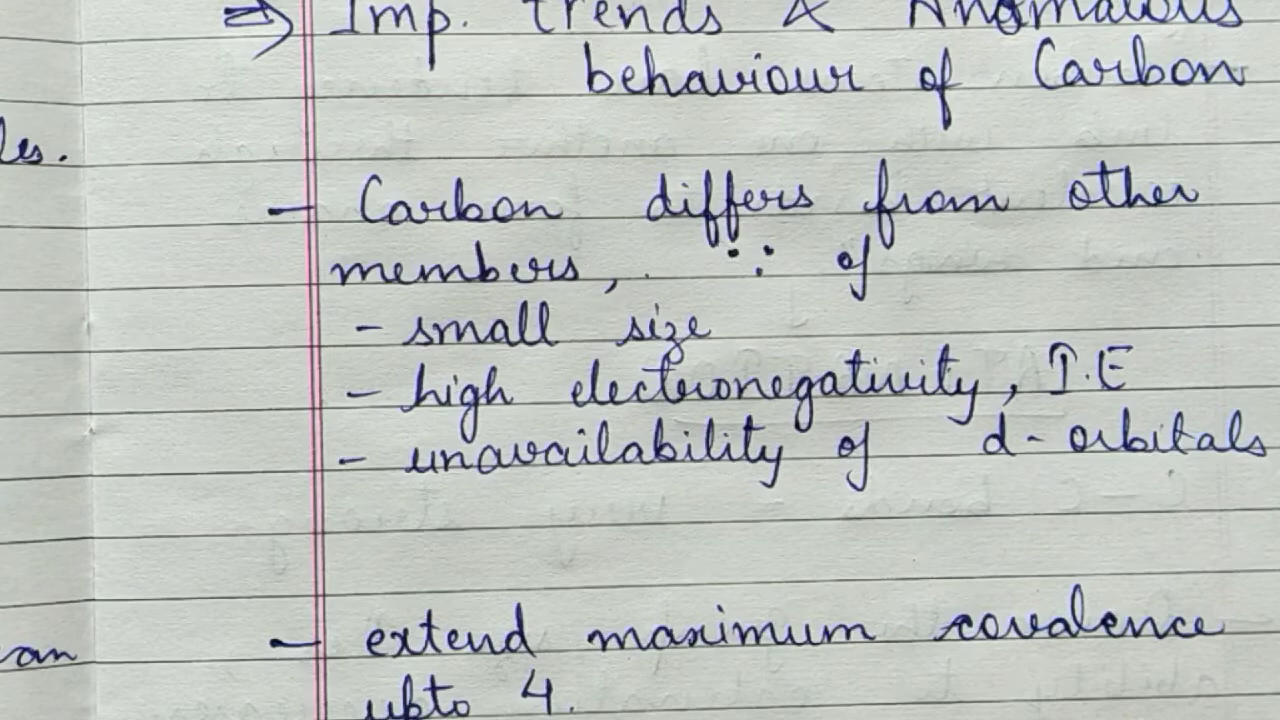 ⇒ Imp. trends & Anomalous
behaviour of Carbon
les.
- Carbon differs from other
members, ∵ of
- small size
- high electronegativity, I.E
- unavailability of d-orbitals
- extend maximum covalence
an
upto 4.